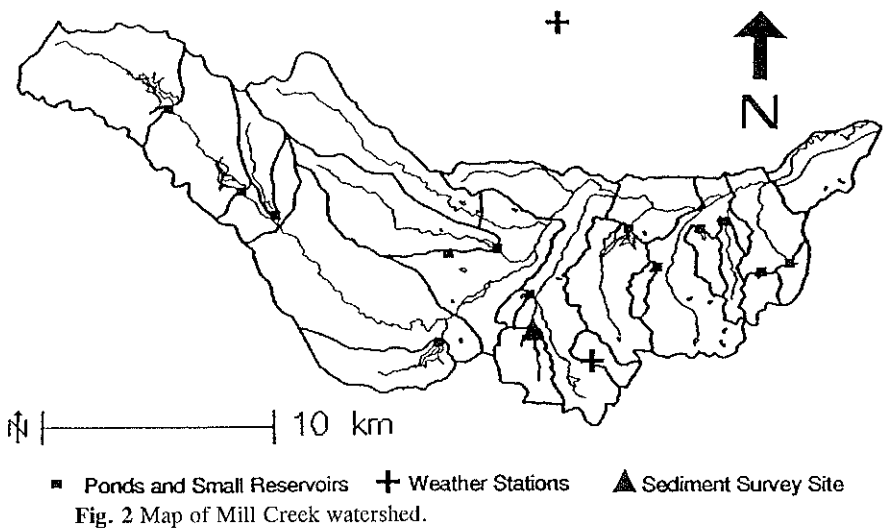 N
N
10 km
Ponds and Small Reservoirs Weather Stations Sediment Survey Site
Fig. 2 Map of Mill Creek watershed.